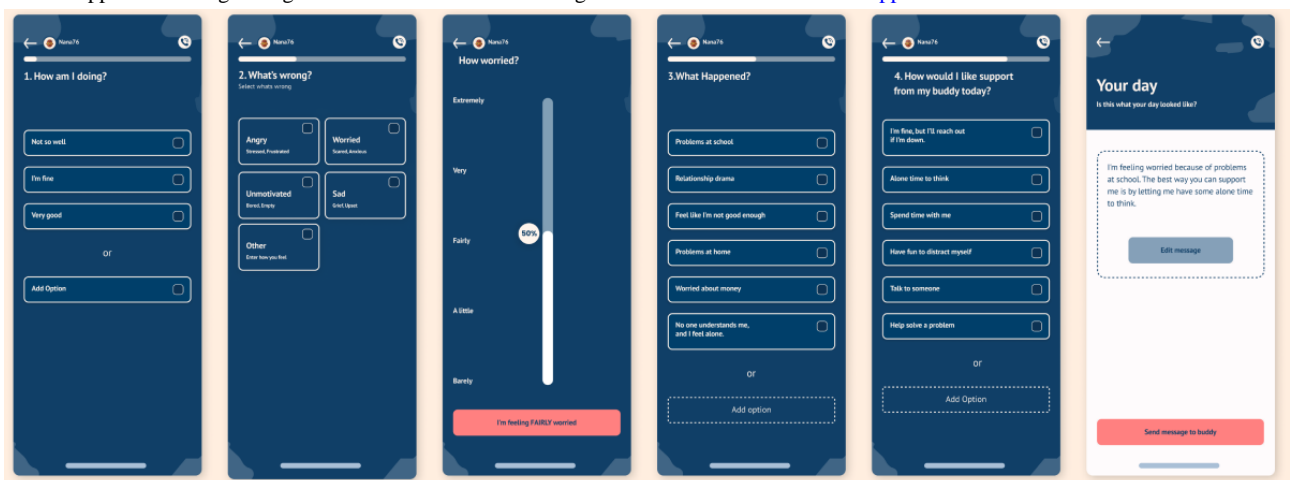 Nana76
1. How am I doing?
Not so well
I'm fine
Very good
or
Add Option
Nana76
2. What's wrong?
Select whats wrong
Angry
Stressed, Frustrated
Worried
Scared, Anxious
Unmotivated
Bored, Empty
Sad
Grief, Upset
Other
Enter how you feel
Nana76
How worried?
Extremely
Very
50%
Fairly
A little
Barely
I'm feeling FAIRLY worried
Nana76
3.What Happened?
Problems at school
Relationship drama
Feel like I'm not good enough
Problems at home
Worried about money
No one understands me,
and I feel alone.
or
Add option
Nana76
4. How would I like support
from my buddy today?
I'm fine, but I'll reach out
if I'm down.
Alone time to think
Spend time with me
Have fun to distract myself
Talk to someone
Help solve a problem
or
Add Option
Your day
Is this what your day looked like?
I'm feeling worried because of problems
at school. The best way you can support
me is by letting me have some alone time
to think.
Edit message
Send message to buddy